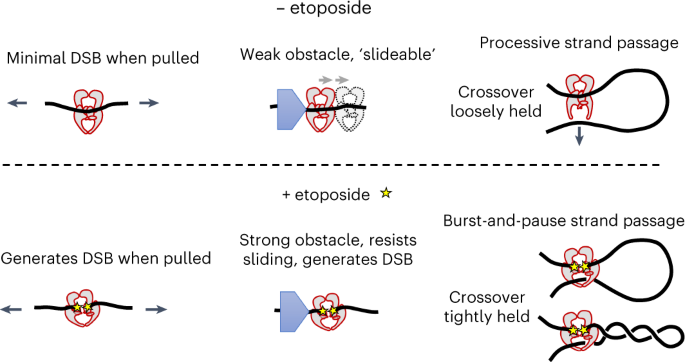 – etoposide
Minimal DSB when pulled
Weak obstacle, ‘slideable’
Processive strand passage
Crossover
loosely held
+ etoposide
Generates DSB when pulled
Strong obstacle, resists
sliding, generates DSB
Burst-and-pause strand passage
Crossover
tightly held